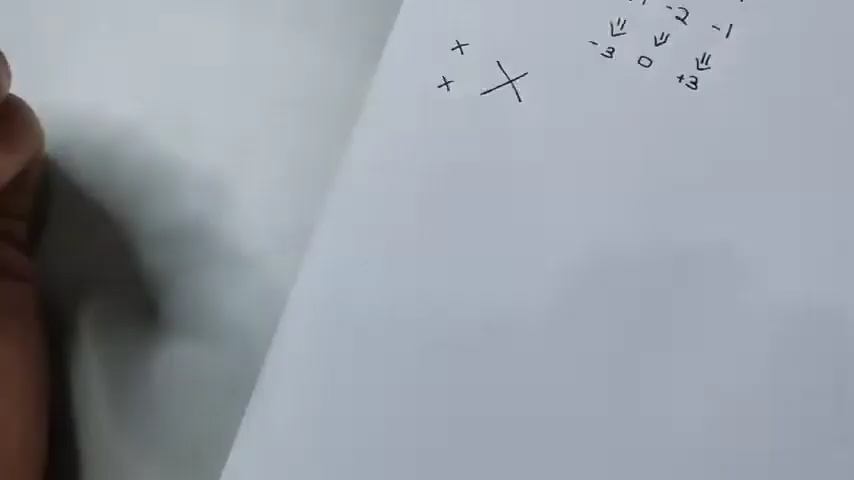 -2 -1
⇓ ⇓ ⇓
-3 0 +3
+
+ ×